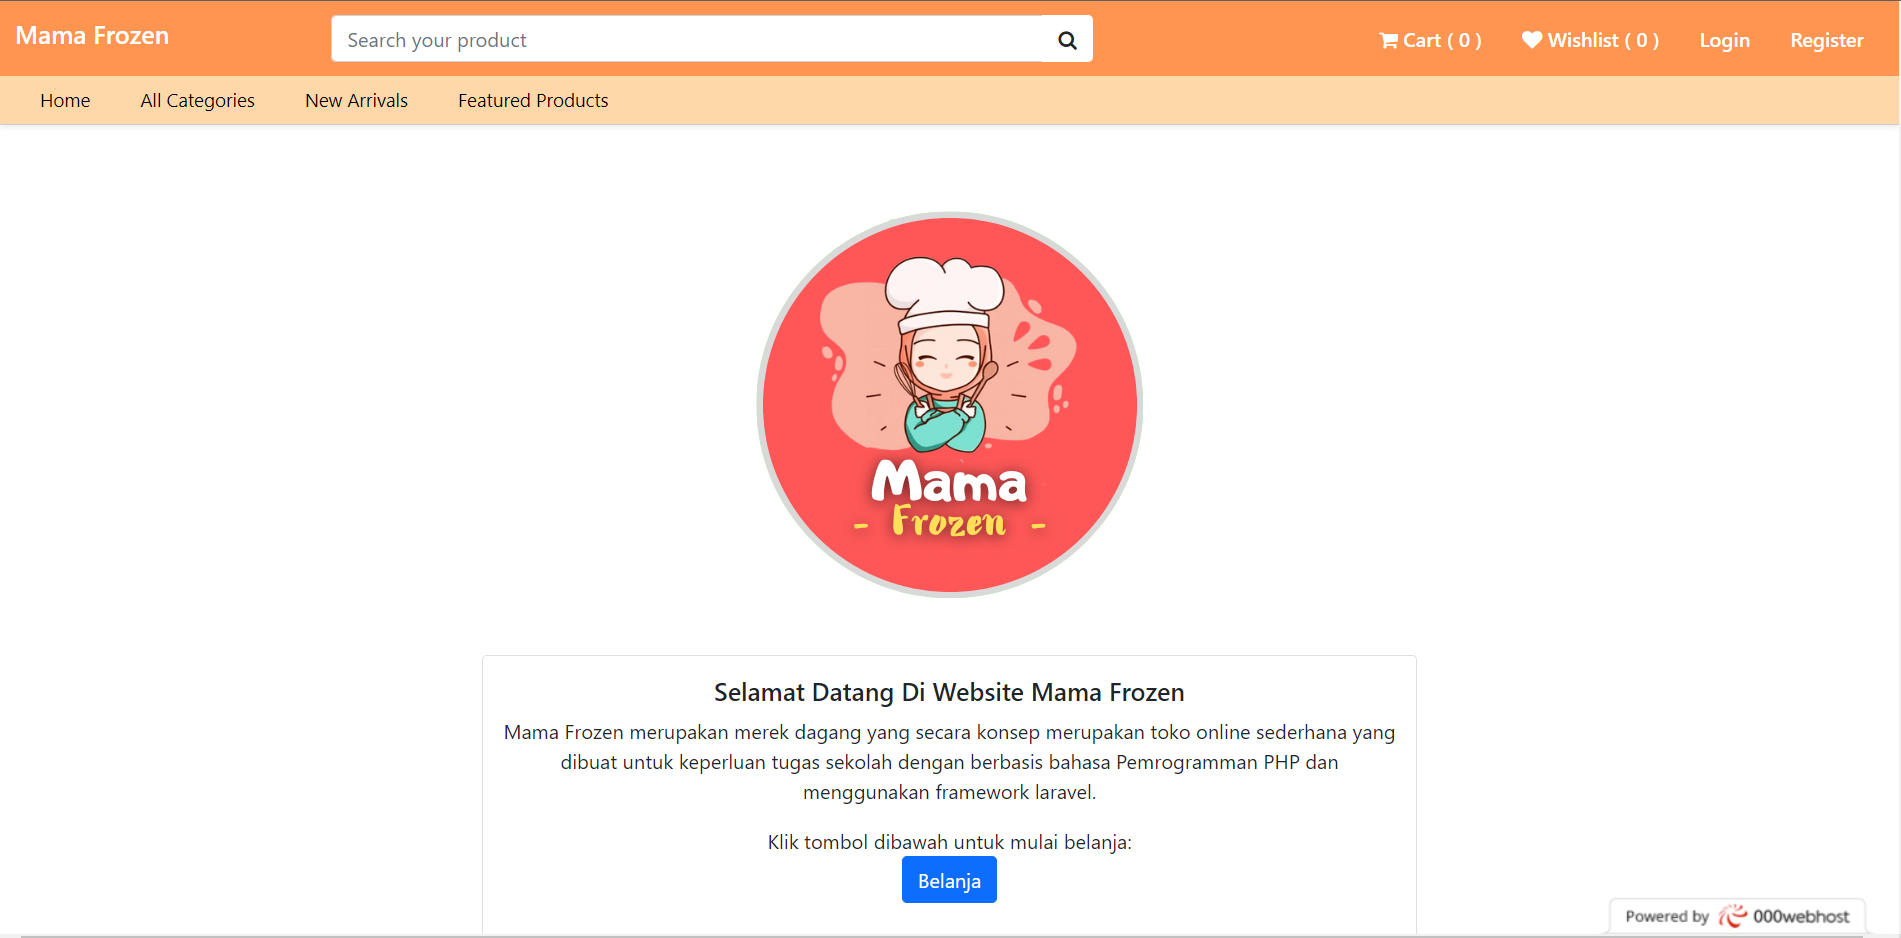 Mama Frozen
Search your product
Cart ( 0 )
Wishlist ( 0 )
Login
Register
Home
All Categories
New Arrivals
Featured Products
Mama
- Frozen -
Selamat Datang Di Website Mama Frozen
Mama Frozen merupakan merek dagang yang secara konsep merupakan toko online sederhana yang
dibuat untuk keperluan tugas sekolah dengan berbasis bahasa Pemrogramman PHP dan
menggunakan framework laravel.
Klik tombol dibawah untuk mulai belanja:
Belanja
Powered by 000webhost